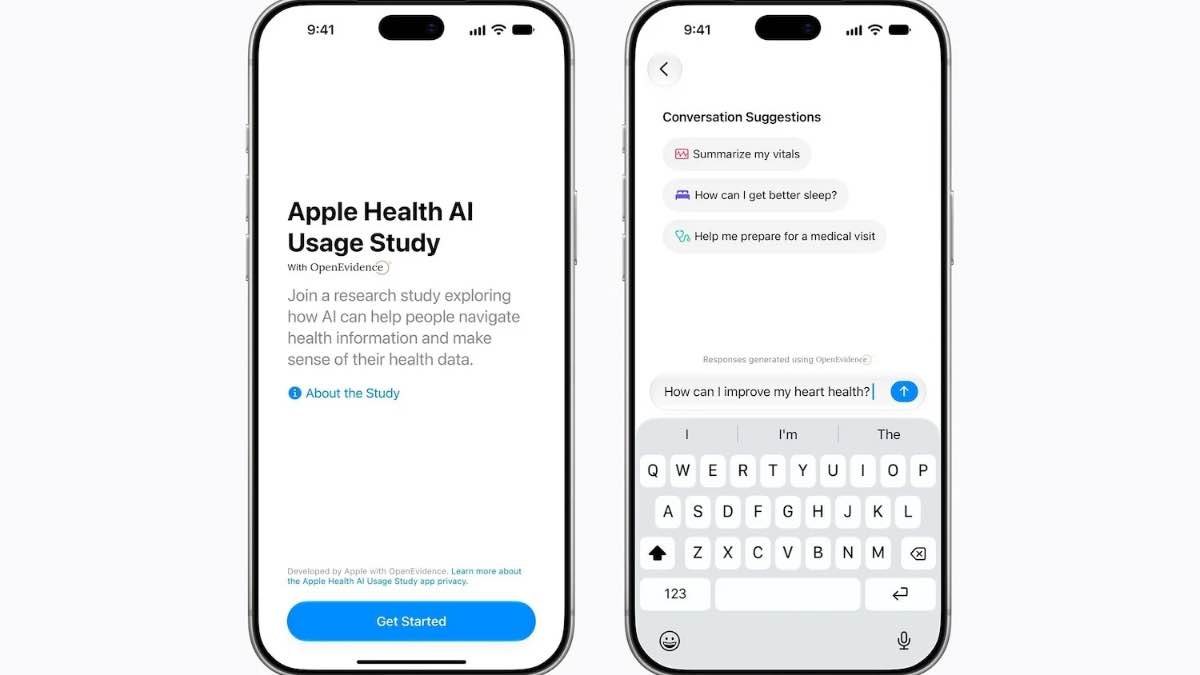 9:41
Apple Health AI
Usage Study
With OpenEvidence
Join a research study exploring
how AI can help people navigate
health information and make
sense of their health data.
About the Study
Developed by Apple with OpenEvidence. Learn more about
the Apple Health AI Usage Study app privacy.
Get Started
9:41
Conversation Suggestions
Summarize my vitals
How can I get better sleep?
Help me prepare for a medical visit
Responses generated using OpenEvidence
How can I improve my heart health?
I I'm The
Q W E R T Y U I O P
A S D F G H J K L
Z X C V B N M
123